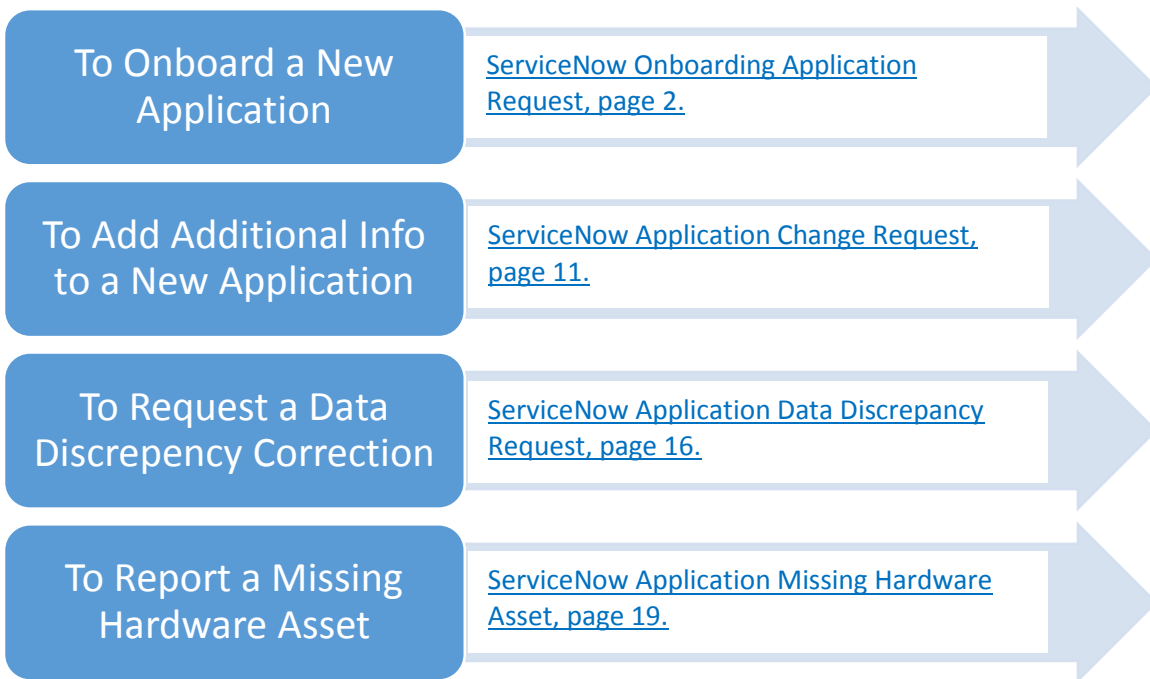 To Onboard a New
Application
ServiceNow Onboarding Application
Request, page 2.
To Add Additional Info
to a New Application
ServiceNow Application Change Request,
page 11.
To Request a Data
Discrepency Correction
ServiceNow Application Data Discrepancy
Request, page 16.
To Report a Missing
Hardware Asset
ServiceNow Application Missing Hardware
Asset, page 19.